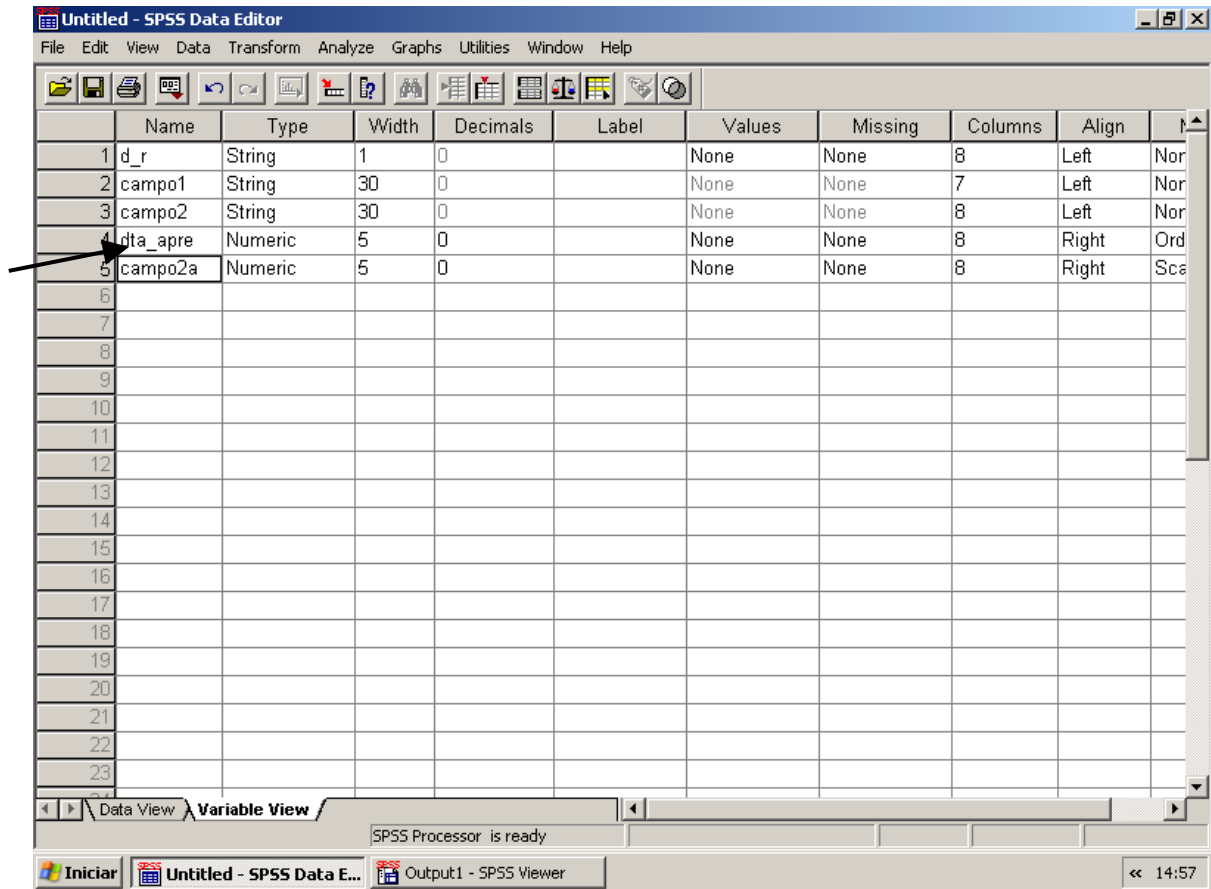 Untitled - SPSS Data Editor
File Edit View Data Transform Analyze Graphs Utilities Window Help
Name Type Width Decimals Label Values Missing Columns Align
1 d_r String 1 0 None None 8 Left Nor
2 campo1 String 30 0 None None 7 Left Nor
3 campo2 String 30 0 None None 8 Left Nor
4 dta_apre Numeric 5 0 None None 8 Right Ord
5 campo2a Numeric 5 0 None None 8 Right Sca
6
7
8
9
10
11
12
13
14
15
16
17
18
19
20
21
22
23
Data View Variable View
SPSS Processor is ready
Iniciar Untitled - SPSS Data E... Output1 - SPSS Viewer « 14:57